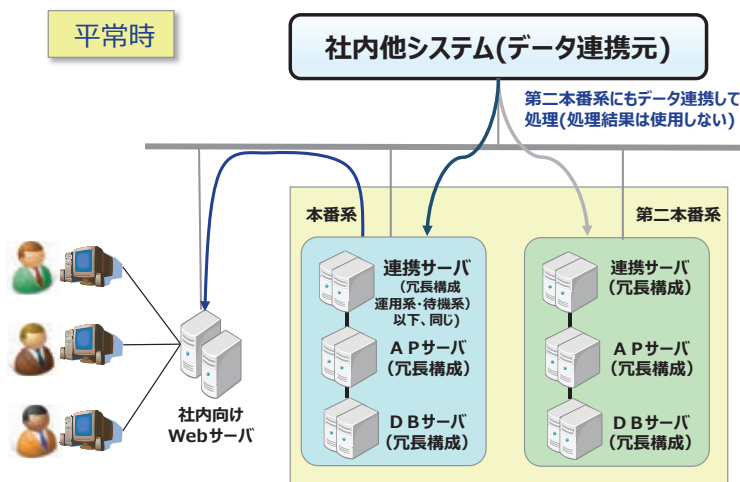 平常時
社内他システム(データ連携元)
第二本番系にもデータ連携して
処理(処理結果は使用しない)
本番系
第二本番系
連携サーバ
(冗長構成
運用系・待機系)
以下、同じ)
APサーバ
(冗長構成)
DBサーバ
(冗長構成)
連携サーバ
(冗長構成)
APサーバ
(冗長構成)
DBサーバ
(冗長構成)
社内向け
Webサーバ